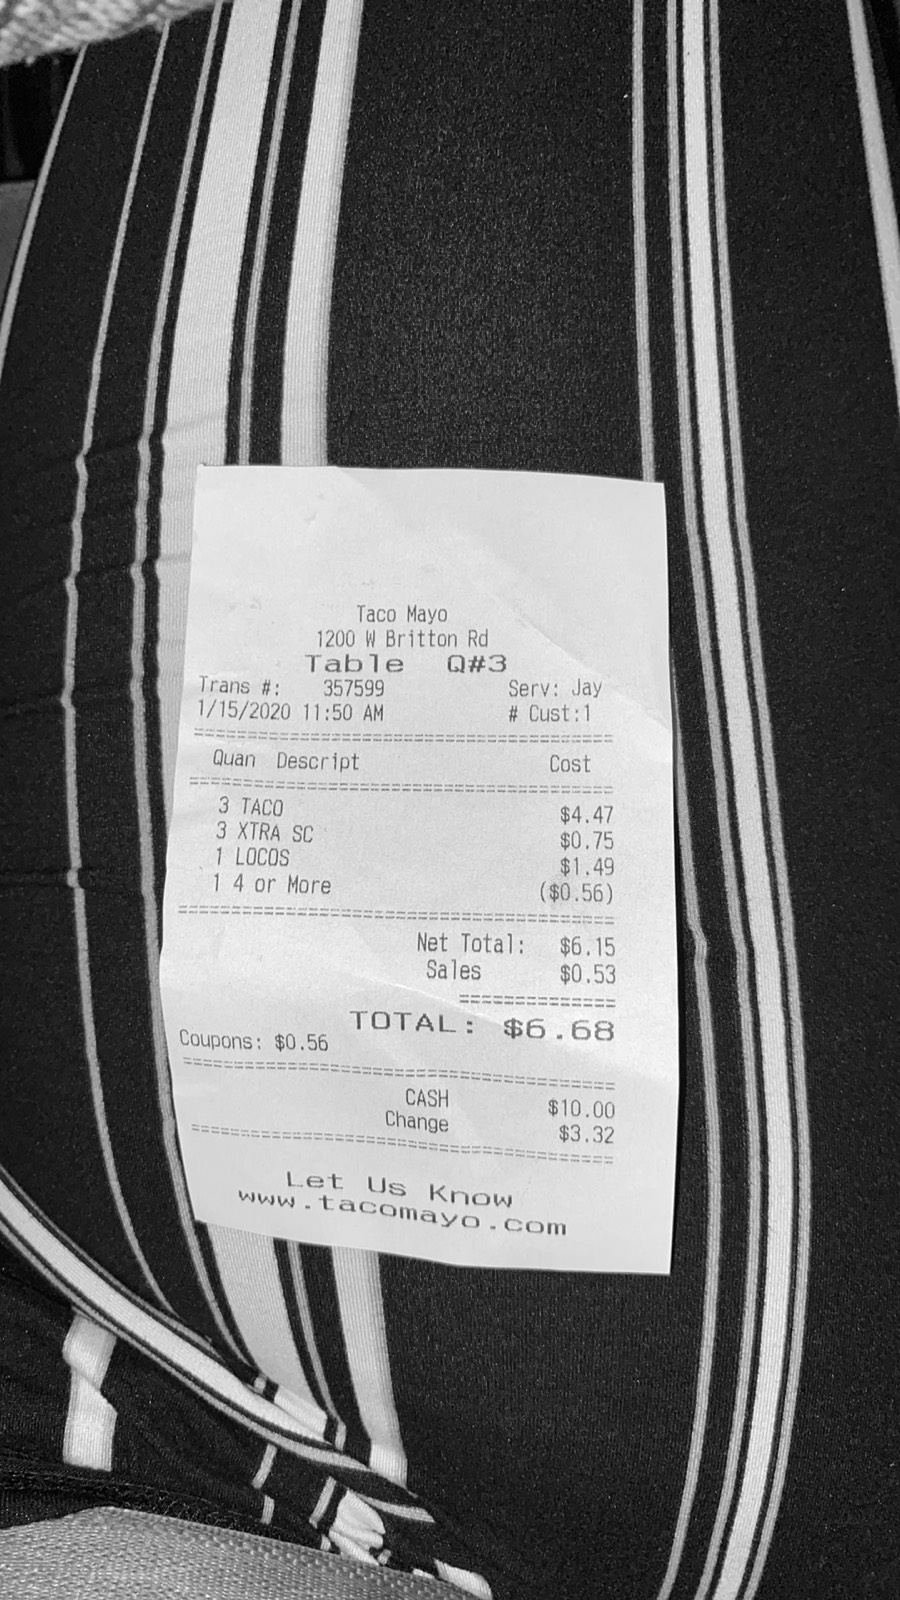 Taco Mayo
1200 W Britton Rd
Table Q#3
Trans #: 357599 Serv: Jay
1/15/2020 11:50 AM # Cust:1
Quan Descript Cost
3 TACO $4.47
3 XTRA SC $0.75
1 LOCOS $1.49
1 4 or More ($0.56)
Net Total: $6.15
Sales $0.53
TOTAL: $6.68
Coupons: $0.56
CASH $10.00
Change $3.32
Let Us Know
www.tacomayo.com